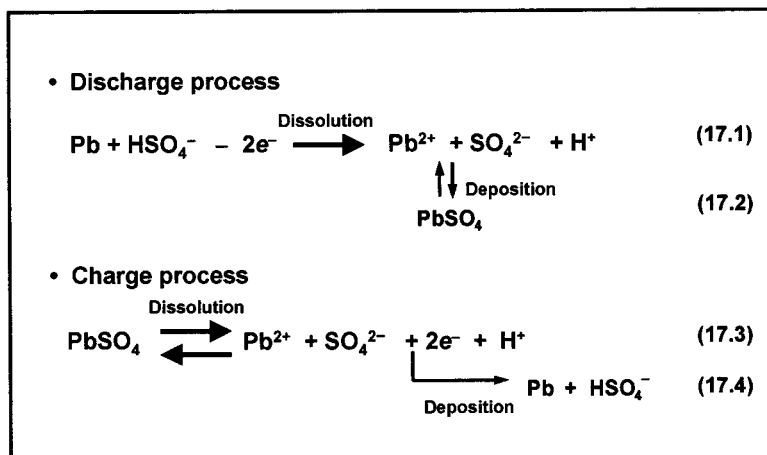 • Discharge process
Dissolution
Pb + HSO₄⁻ – 2e⁻ → Pb²⁺ + SO₄²⁻ + H⁺ (17.1)
Deposition
PbSO₄ (17.2)
• Charge process
Dissolution
PbSO₄ Pb²⁺ + SO₄²⁻ + 2e⁻ + H⁺ (17.3)
Pb + HSO₄⁻ (17.4)
Deposition